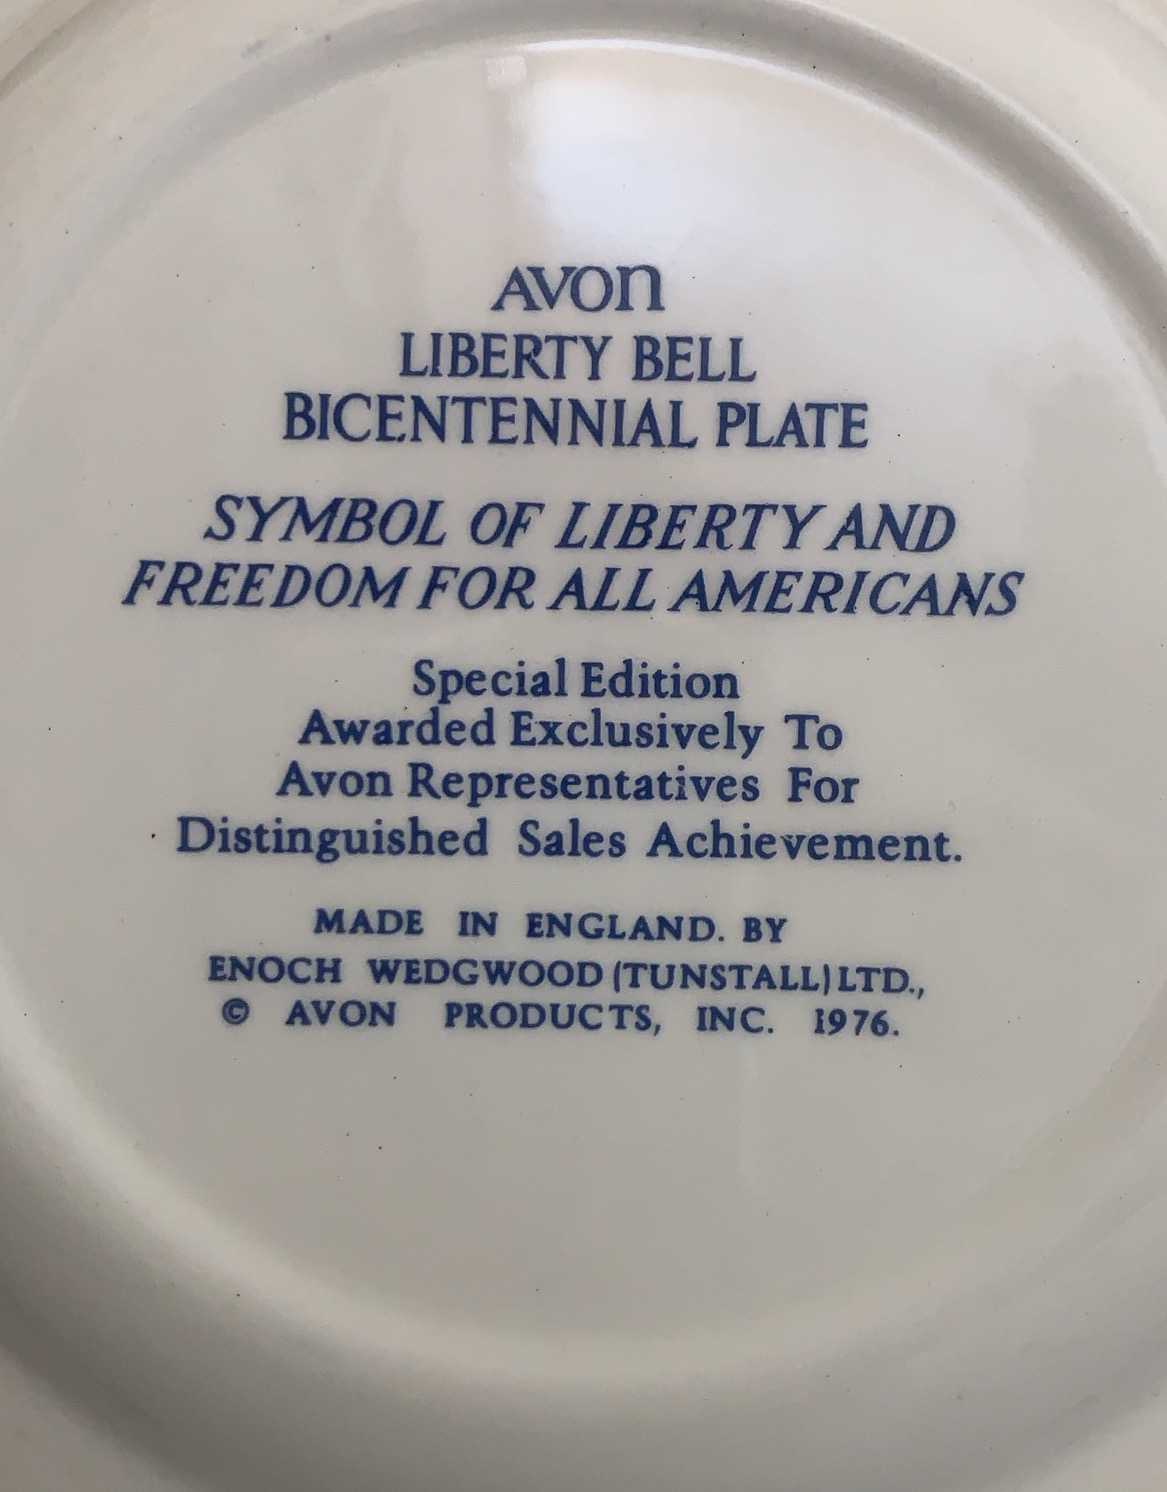 AVON
LIBERTY BELL
BICENTENNIAL PLATE
SYMBOL OF LIBERTY AND
FREEDOM FOR ALL AMERICANS
Special Edition
Awarded Exclusively To
Avon Representatives For
Distinguished Sales Achievement.
MADE IN ENGLAND. BY
ENOCH WEDGWOOD (TUNSTALL) LTD.,
© AVON PRODUCTS, INC. 1976.